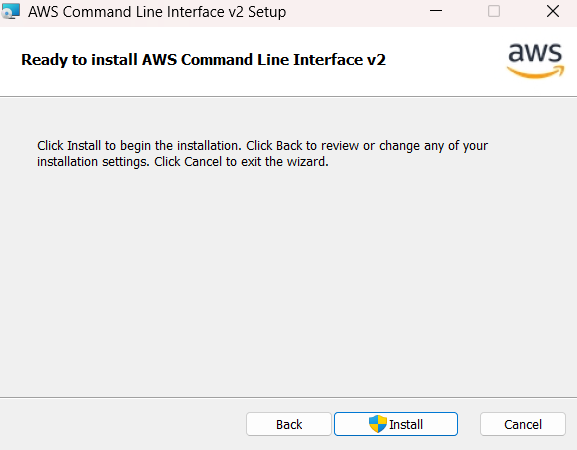 AWS Command Line Interface v2 Setup
Ready to install AWS Command Line Interface v2
aws
Click Install to begin the installation. Click Back to review or change any of your
installation settings. Click Cancel to exit the wizard.
Back
Install
Cancel